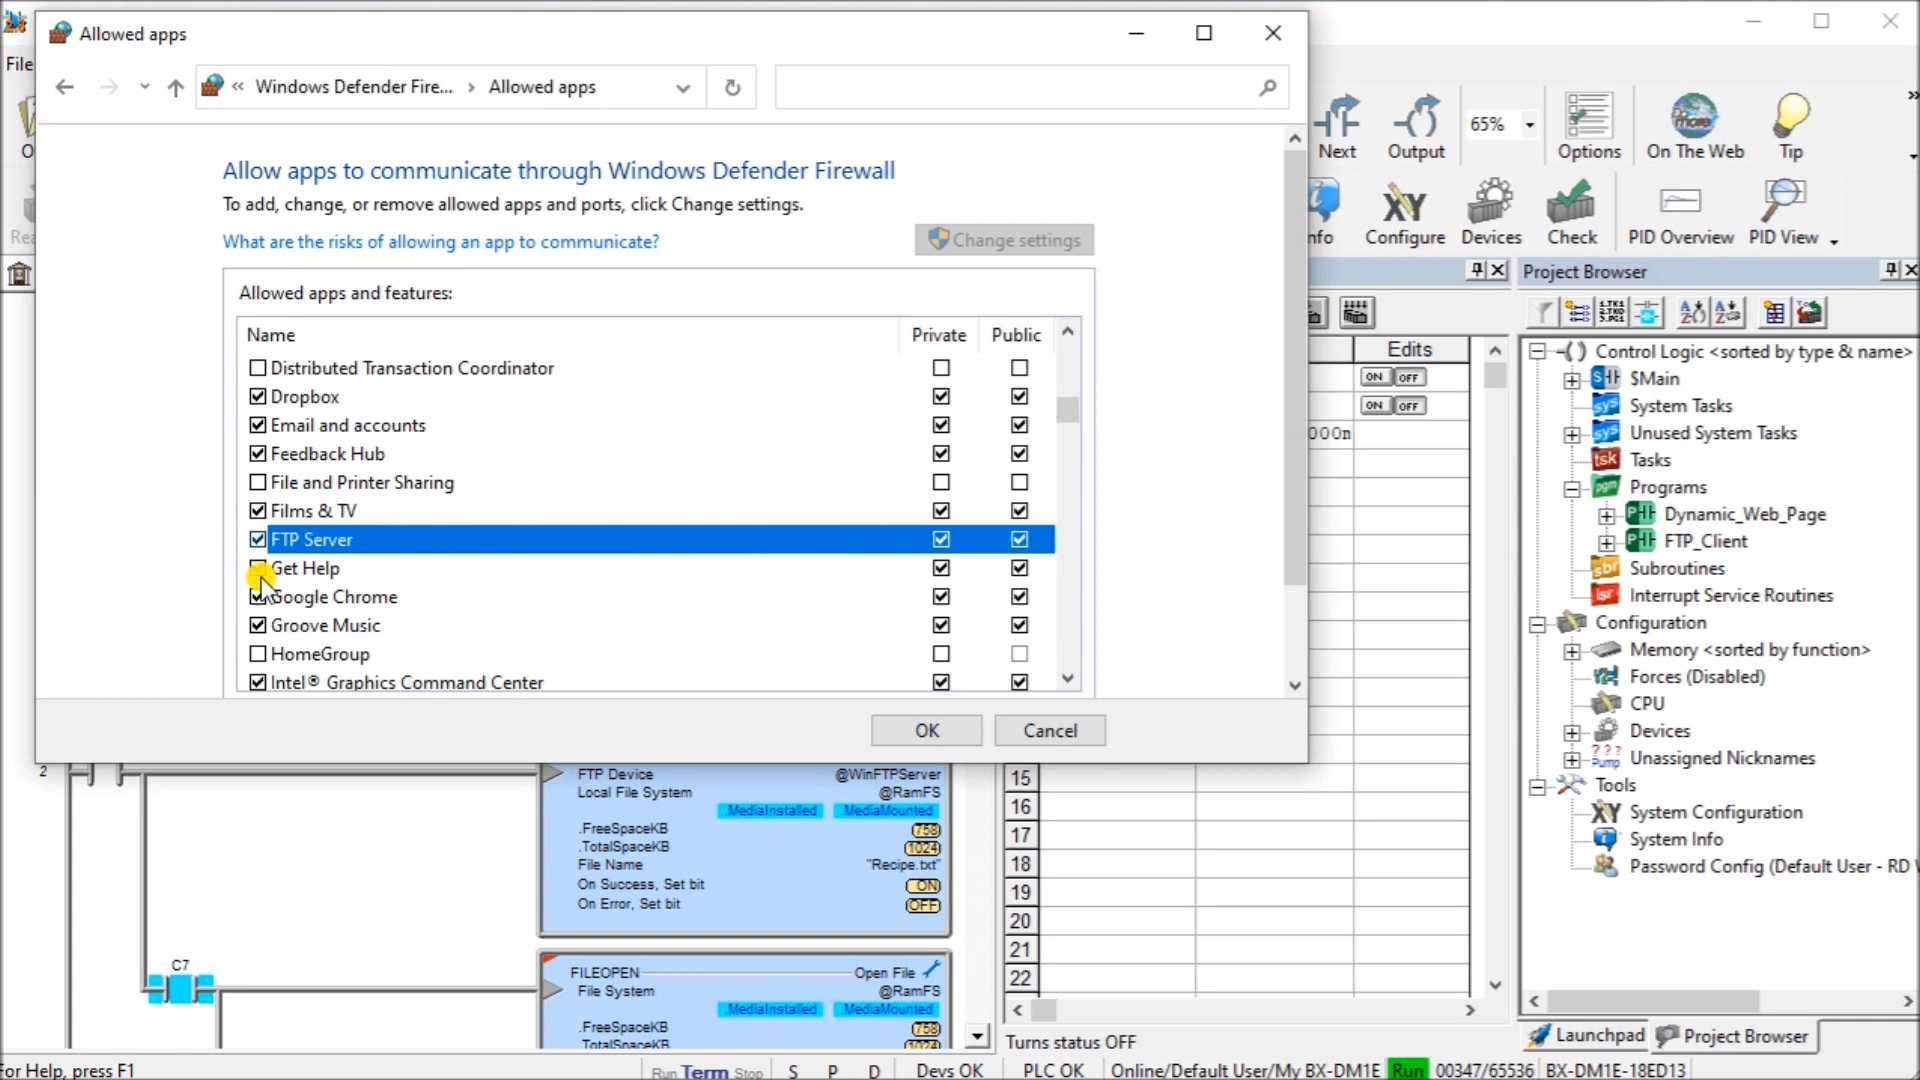 Allowed apps
File
Windows Defender Fire...
Allowed apps
Allow apps to communicate through Windows Defender Firewall
To add, change, or remove allowed apps and ports, click Change settings.
What are the risks of allowing an app to communicate?
Change settings
Allowed apps and features:
Name Private Public
Distributed Transaction Coordinator
Dropbox
Email and accounts
Feedback Hub
File and Printer Sharing
Films & TV
FTP Server
Get Help
Google Chrome
Groove Music
HomeGroup
Intel® Graphics Command Center
OK Cancel
Next Output 65% Options On The Web Tip
Configure Devices Check PID Overview PID View
Project Browser
Edits
ON OFF
ON OFF
Control Logic <sorted by type & name>
$Main
System Tasks
Unused System Tasks
Tasks
Programs
Dynamic_Web_Page
FTP_Client
Subroutines
Interrupt Service Routines
Configuration
Memory <sorted by function>
Forces (Disabled)
CPU
Devices
Unassigned Nicknames
Tools
System Configuration
System Info
Password Config (Default User - RD
2
FTP Device @WinFTPServer
Local File System @RamFS
.MediaInstalled .MediaMounted
.FreeSpaceKB 758
.TotalSpaceKB 1024
File Name "Recipe.txt"
On Success, Set bit ON
On Error, Set bit OFF
C7
FILEOPEN Open File
File System @RamFS
.MediaInstalled .MediaMounted
.FreeSpaceKB 758
.TotalSpaceKB 1024
15
16
17
18
19
20
21
22
Turns status OFF
Launchpad Project Browser
For Help, press F1
Run Term Stop S P D Devs OK PLC OK Online/Default User/My BX-DM1E Run 00347/65536 BX-DM1E-18ED13